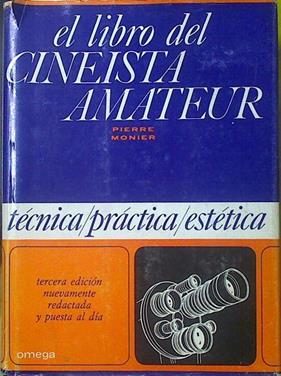 el libro del
CINEISTA
AMATEUR
PIERRE
MONIER
técnica/práctica/estética
tercera edición
nuevamente
redactada
y puesta al día
omega